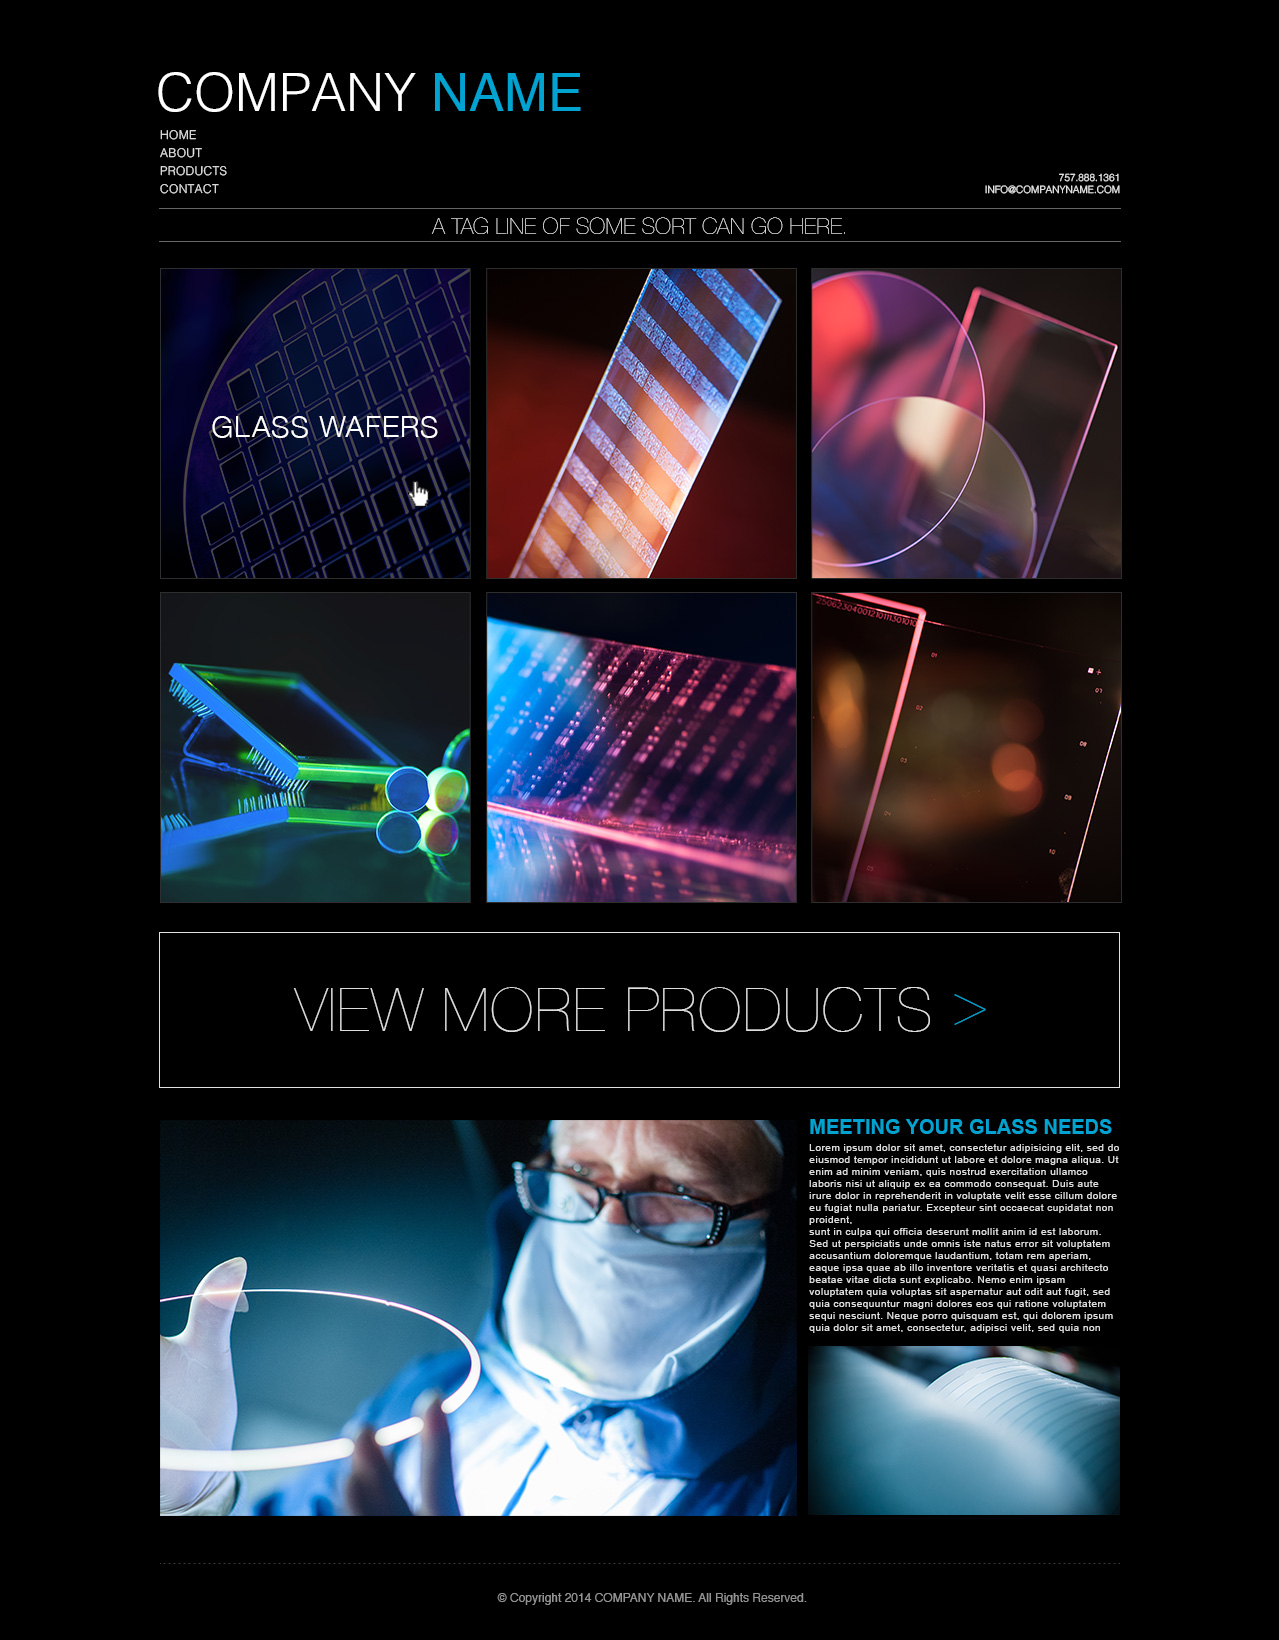 COMPANY NAME
HOME
ABOUT
PRODUCTS
CONTACT
757.888.1361
INFO@COMPANYNAME.COM
A TAG LINE OF SOME SORT CAN GO HERE.
GLASS WAFERS
01
02
03
10
09
08
VIEW MORE PRODUCTS >
MEETING YOUR GLASS NEEDS
Lorem ipsum dolor sit amet, consectetur adipisicing elit, sed do
eiusmod tempor incididunt ut labore et dolore magna aliqua. Ut
enim ad minim veniam, quis nostrud exercitation ullamco
laboris nisi ut aliquip ex ea commodo consequat. Duis aute
irure dolor in reprehenderit in voluptate velit esse cillum dolore
eu fugiat nulla pariatur. Excepteur sint occaecat cupidatat non
proident,
sunt in culpa qui officia deserunt mollit anim id est laborum.
Sed ut perspiciatis unde omnis iste natus error sit voluptatem
accusantium doloremque laudantium, totam rem aperiam,
eaque ipsa quae ab illo inventore veritatis et quasi architecto
beatae vitae dicta sunt explicabo. Nemo enim ipsam
voluptatem quia voluptas sit aspernatur aut odit aut fugit, sed
quia consequuntur magni dolores eos qui ratione voluptatem
sequi nesciunt. Neque porro quisquam est, qui dolorem ipsum
quia dolor sit amet, consectetur, adipisci velit, sed quia non
© Copyright 2014 COMPANY NAME. All Rights Reserved.